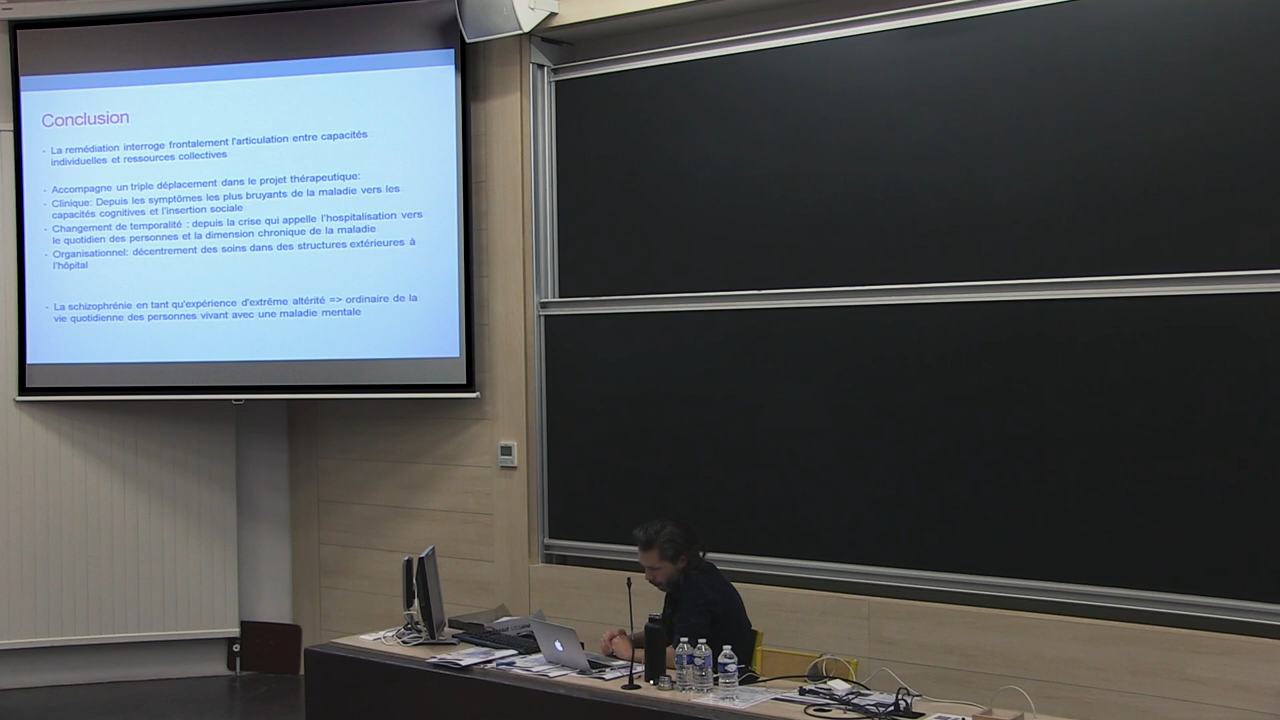 Conclusion
- La remédiation interroge frontalement l'articulation entre capacités
individuelles et ressources collectives
- Accompagne un triple déplacement dans le projet thérapeutique:
- Clinique: Depuis les symptômes les plus bruyants de la maladie vers les
capacités cognitives et l'insertion sociale
- Changement de temporalité : depuis la crise qui appelle l'hospitalisation vers
le quotidien des personnes et la dimension chronique de la maladie
- Organisationnel: décentrement des soins dans des structures extérieures à
l'hôpital
- La schizophrénie en tant qu'expérience d'extrême altérité => ordinaire de la
vie quotidienne des personnes vivant avec une maladie mentale